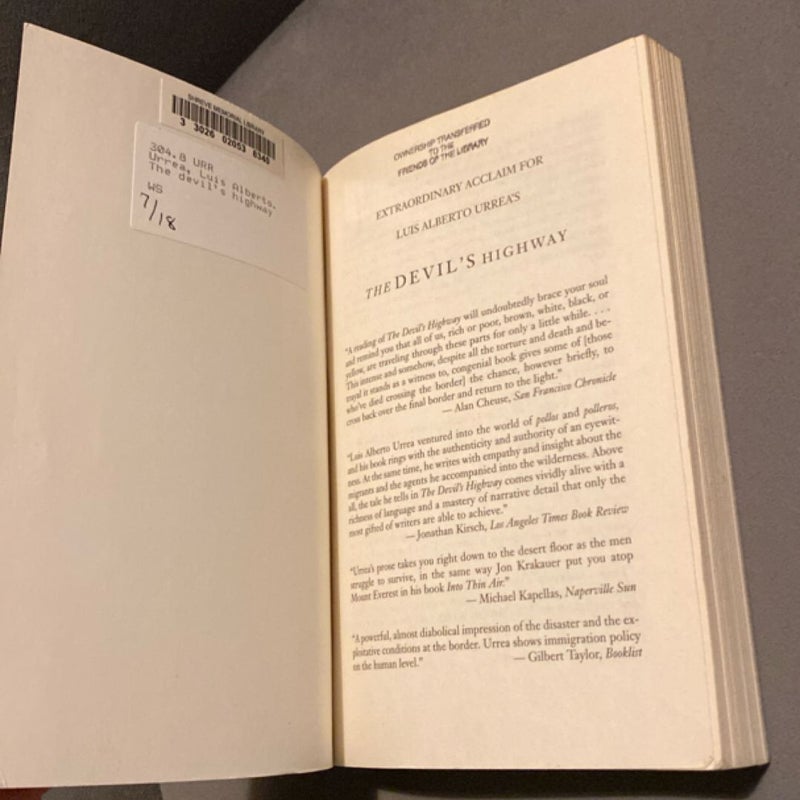 SHREVE MEMORIAL LIBRARY
3 3026 02053 6340
304.8 URR
Urrea, Luis Alberto.
The devil's highway
WS
7/18
OWNERSHIP TRANSFERRED
TO THE
FRIENDS OF THE LIBRARY
EXTRAORDINARY ACCLAIM FOR
LUIS ALBERTO URREA'S
THE DEVIL'S HIGHWAY
"A reading of The Devil's Highway will undoubtedly brace your soul
and remind you that all of us, rich or poor, brown, white, black, or
yellow, are traveling through these parts for only a little while. . . .
This intense and somehow, despite all the torture and death and be-
trayal it stands as a witness to, congenial book gives some of [those
who've died crossing the border] the chance, however briefly, to
cross back over the final border and return to the light."
— Alan Cheuse, San Francisco Chronicle
"Luis Alberto Urrea ventured into the world of pollos and polleros,
and his book rings with the authenticity and authority of an eyewit-
ness. At the same time, he writes with empathy and insight about the
migrants and the agents he accompanied into the wilderness. Above
all, the tale he tells in The Devil's Highway comes vividly alive with a
richness of language and a mastery of narrative detail that only the
most gifted of writers are able to achieve."
— Jonathan Kirsch, Los Angeles Times Book Review
"Urrea's prose takes you right down to the desert floor as the men
struggle to survive, in the same way Jon Krakauer put you atop
Mount Everest in his book Into Thin Air."
— Michael Kapellas, Naperville Sun
"A powerful, almost diabolical impression of the disaster and the ex-
ploitative conditions at the border. Urrea shows immigration policy
on the human level." — Gilbert Taylor, Booklist